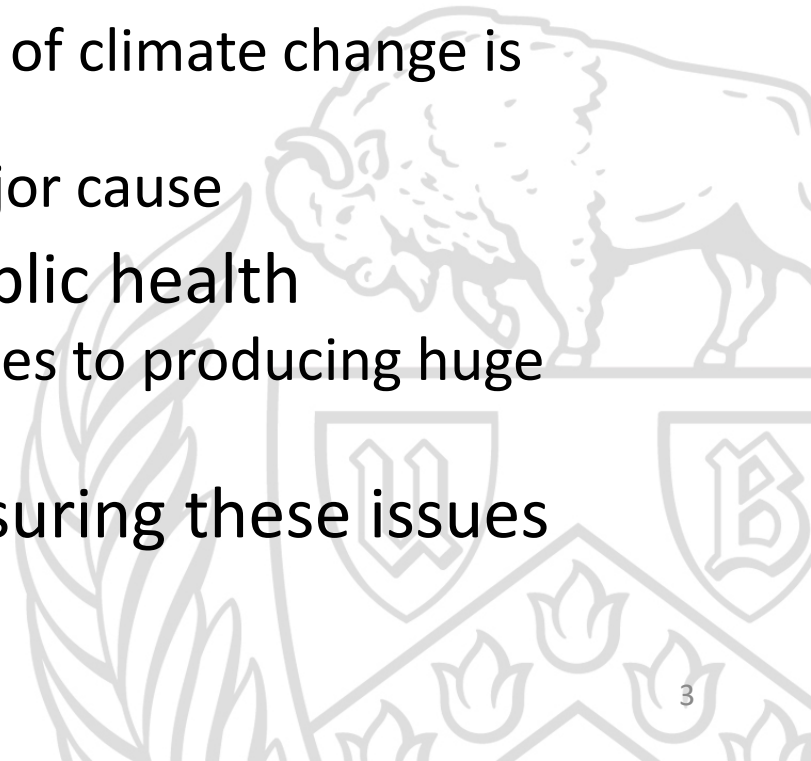 of climate change is
jor cause
blic health
es to producing huge
suring these issues
U B
3